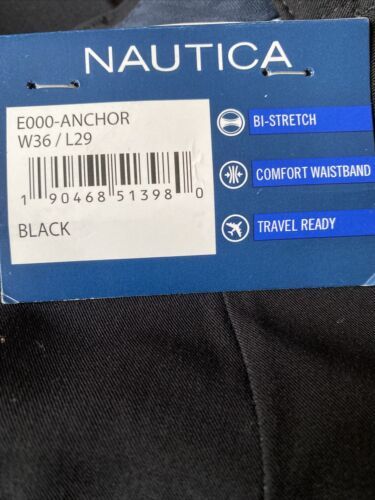 NAUTICA
E000-ANCHOR
W36 / L29
1 90468 51398 0
BLACK
BI-STRETCH
COMFORT WAISTBAND
TRAVEL READY